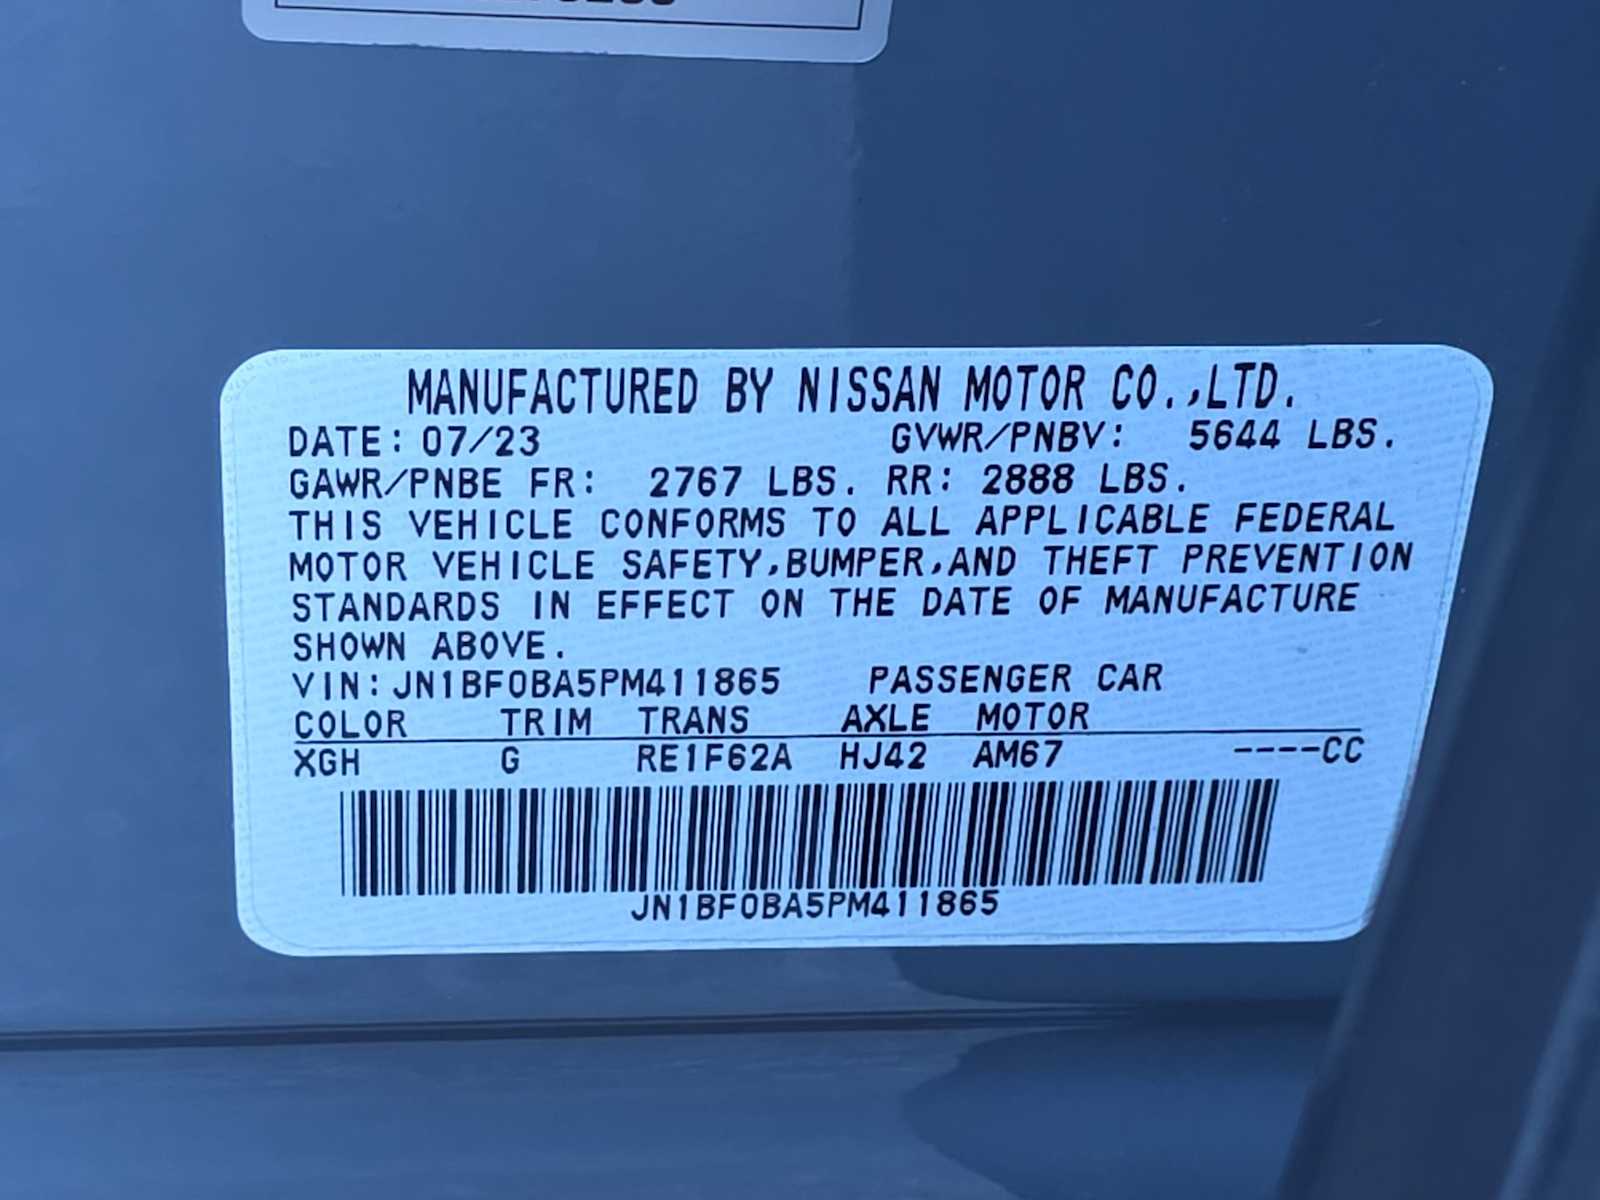 MANUFACTURED BY NISSAN MOTOR CO.,LTD.
DATE: 07/23 GVWR/PNBV: 5644 LBS.
GAWR/PNBE FR: 2767 LBS. RR: 2888 LBS.
THIS VEHICLE CONFORMS TO ALL APPLICABLE FEDERAL
MOTOR VEHICLE SAFETY,BUMPER,AND THEFT PREVENTION
STANDARDS IN EFFECT ON THE DATE OF MANUFACTURE
SHOWN ABOVE.
VIN:JN1BF0BA5PM411865 PASSENGER CAR
COLOR TRIM TRANS AXLE MOTOR
XGH G RE1F62A HJ42 AM67 ----CC
JN1BF0BA5PM411865